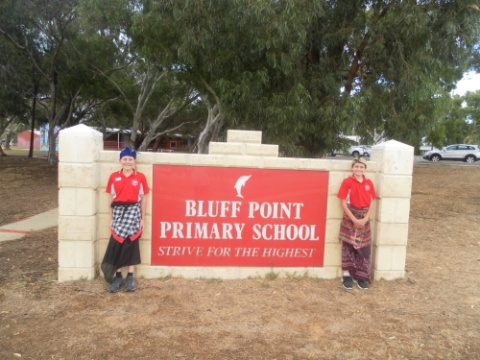 BLUFF POINT
PRIMARY SCHOOL
STRIVE FOR THE HIGHEST